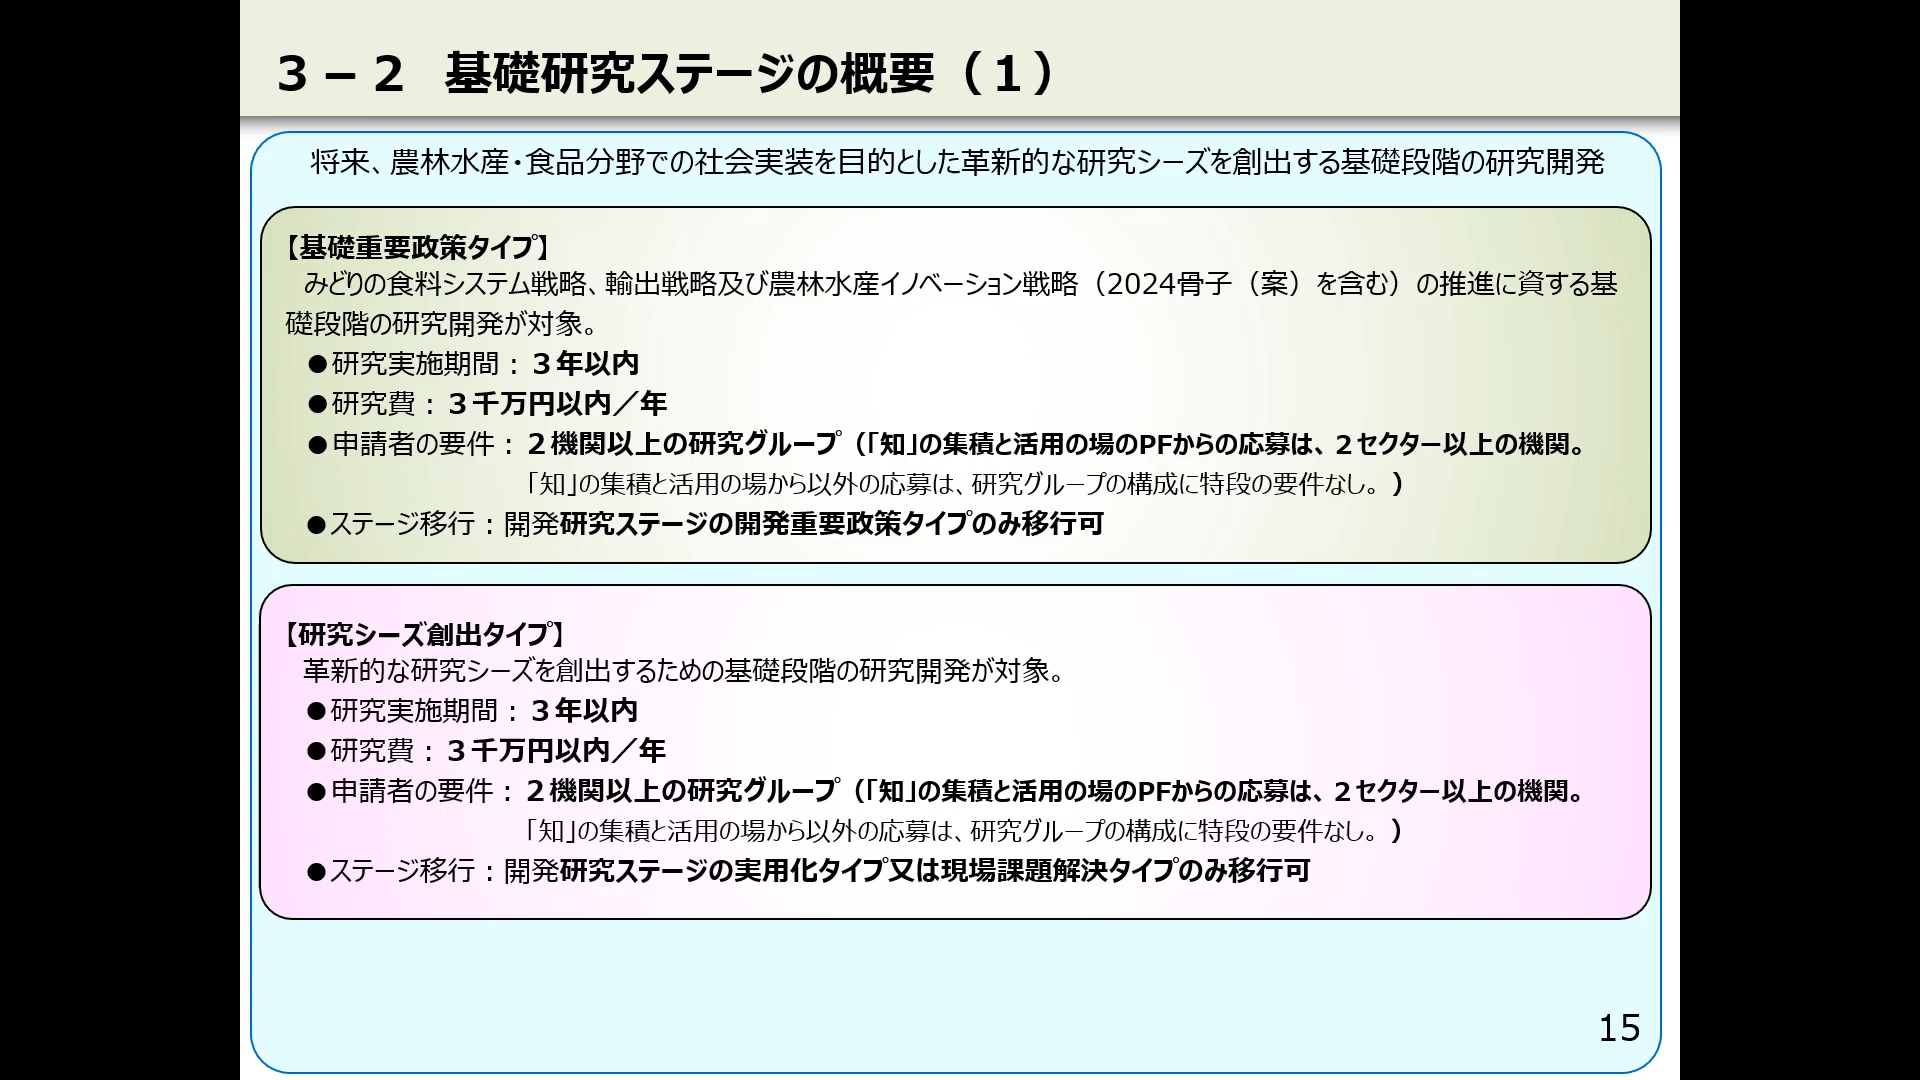 ３－２ 基礎研究ステージの概要（１）
将来、農林水産・食品分野での社会実装を目的とした革新的な研究シーズを創出する基礎段階の研究開発
【基礎重要政策タイプ】
みどりの食料システム戦略、輸出戦略及び農林水産イノベーション戦略（2024骨子（案）を含む）の推進に資する基
礎段階の研究開発が対象。
●研究実施期間：３年以内
●研究費：３千万円以内／年
●申請者の要件：２機関以上の研究グループ（「知」の集積と活用の場のPFからの応募は、２セクター以上の機関。
「知」の集積と活用の場から以外の応募は、研究グループの構成に特段の要件なし。）
●ステージ移行：開発研究ステージの開発重要政策タイプのみ移行可
【研究シーズ創出タイプ】
革新的な研究シーズを創出するための基礎段階の研究開発が対象。
●研究実施期間：３年以内
●研究費：３千万円以内／年
●申請者の要件：２機関以上の研究グループ（「知」の集積と活用の場のPFからの応募は、２セクター以上の機関。
「知」の集積と活用の場から以外の応募は、研究グループの構成に特段の要件なし。）
●ステージ移行：開発研究ステージの実用化タイプ又は現場課題解決タイプのみ移行可
15